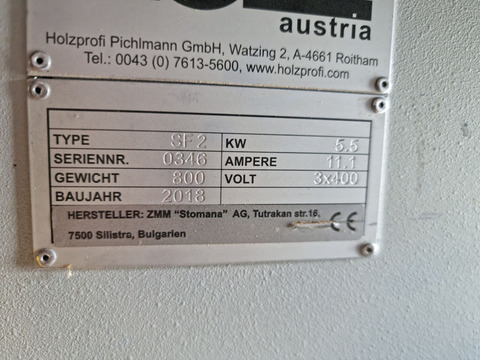 austria
Holzprofi Pichlmann GmbH, Watzing 2, A-4661 Roitham
Tel.: 0043 (0) 7613-5600, www.holzprofi.com
TYPE SF2 KW 5.5
SERIENNR. 0346 AMPERE 11.1
GEWICHT 800 VOLT 3x400
BAUJAHR 2018
HERSTELLER: ZMM "Stomana" AG, Tutrakan str.16,
7500 Silistra, Bulgarien CE